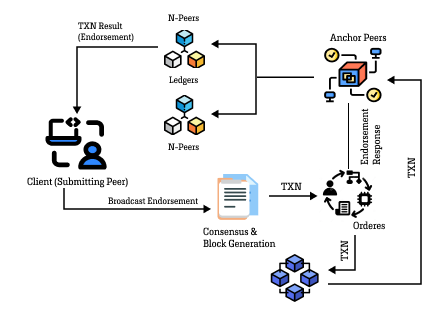 N-Peers
TXN Result
(Endorsement)
Anchor Peers
Ledgers
N-Peers
Endorsement
Response
TXN
Client (Submitting Peer)
Broadcast Endorsement
TXN
Consensus &
Block Generation
Orderes
TXN